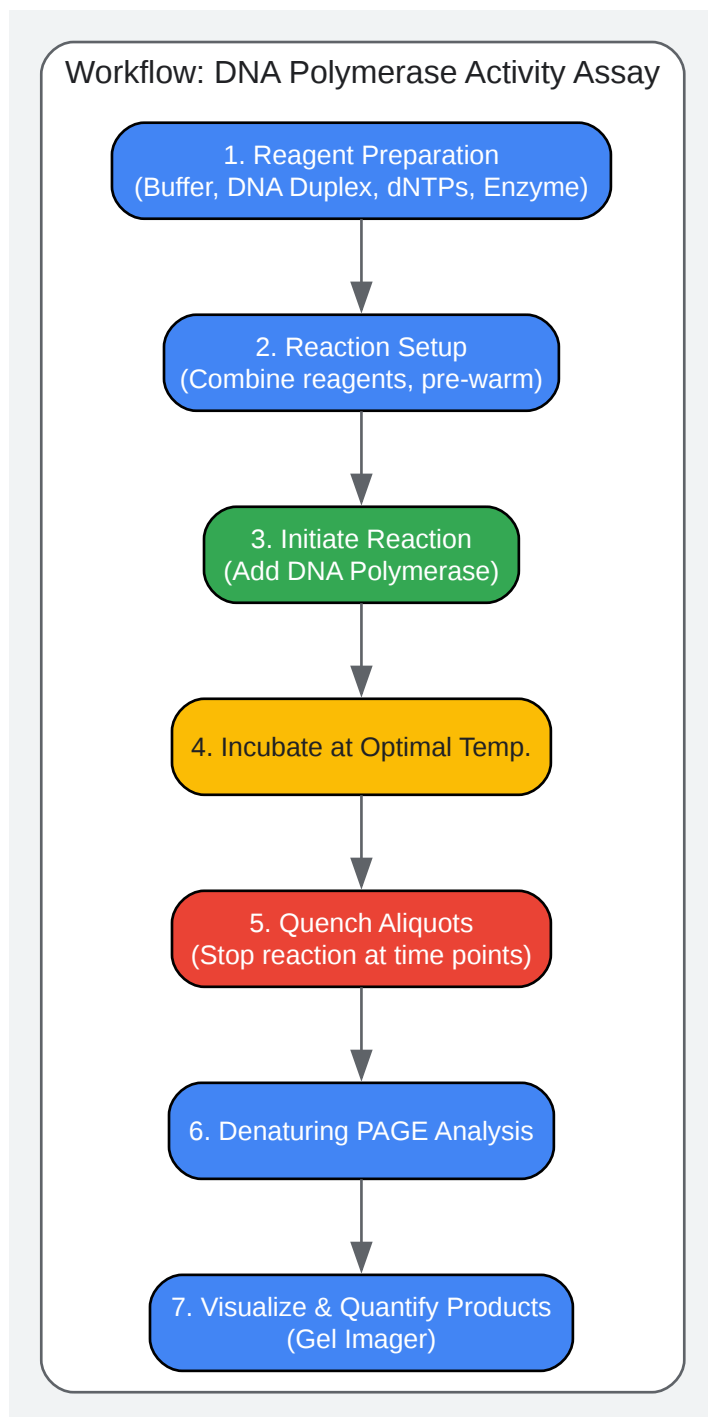 Workflow: DNA Polymerase Activity Assay
1. Reagent Preparation
(Buffer, DNA Duplex, dNTPs, Enzyme)
2. Reaction Setup
(Combine reagents, pre-warm)
3. Initiate Reaction
(Add DNA Polymerase)
4. Incubate at Optimal Temp.
5. Quench Aliquots
(Stop reaction at time points)
6. Denaturing PAGE Analysis
7. Visualize & Quantify Products
(Gel Imager)